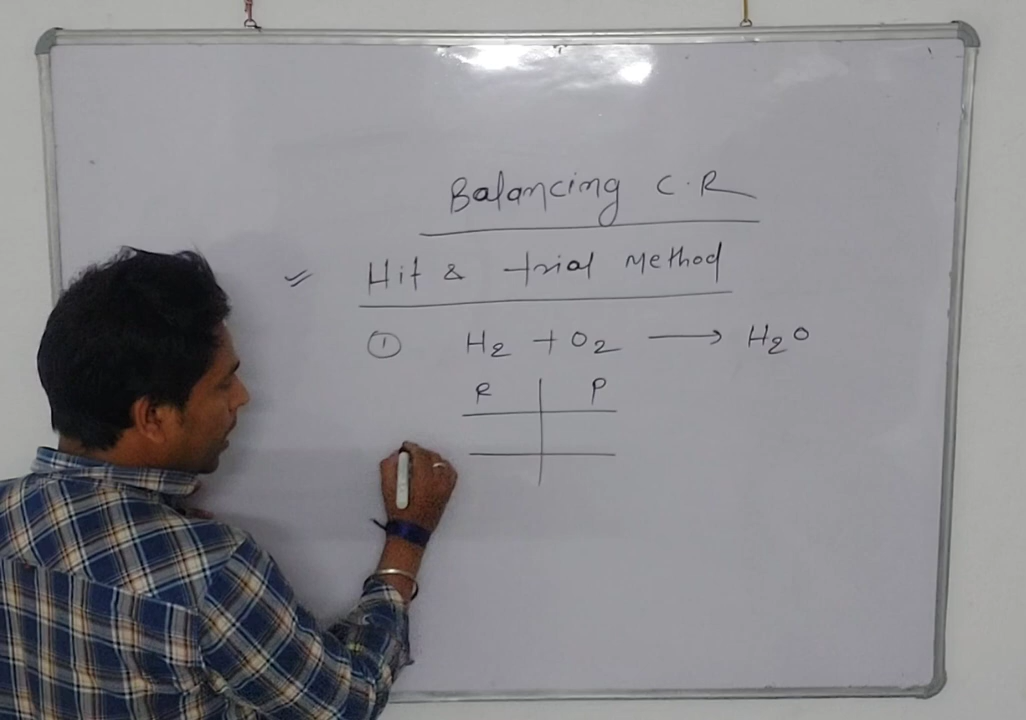 Balancing C.R
Hit & trial Method
① H2 + O2 ⟶ H2O
R P